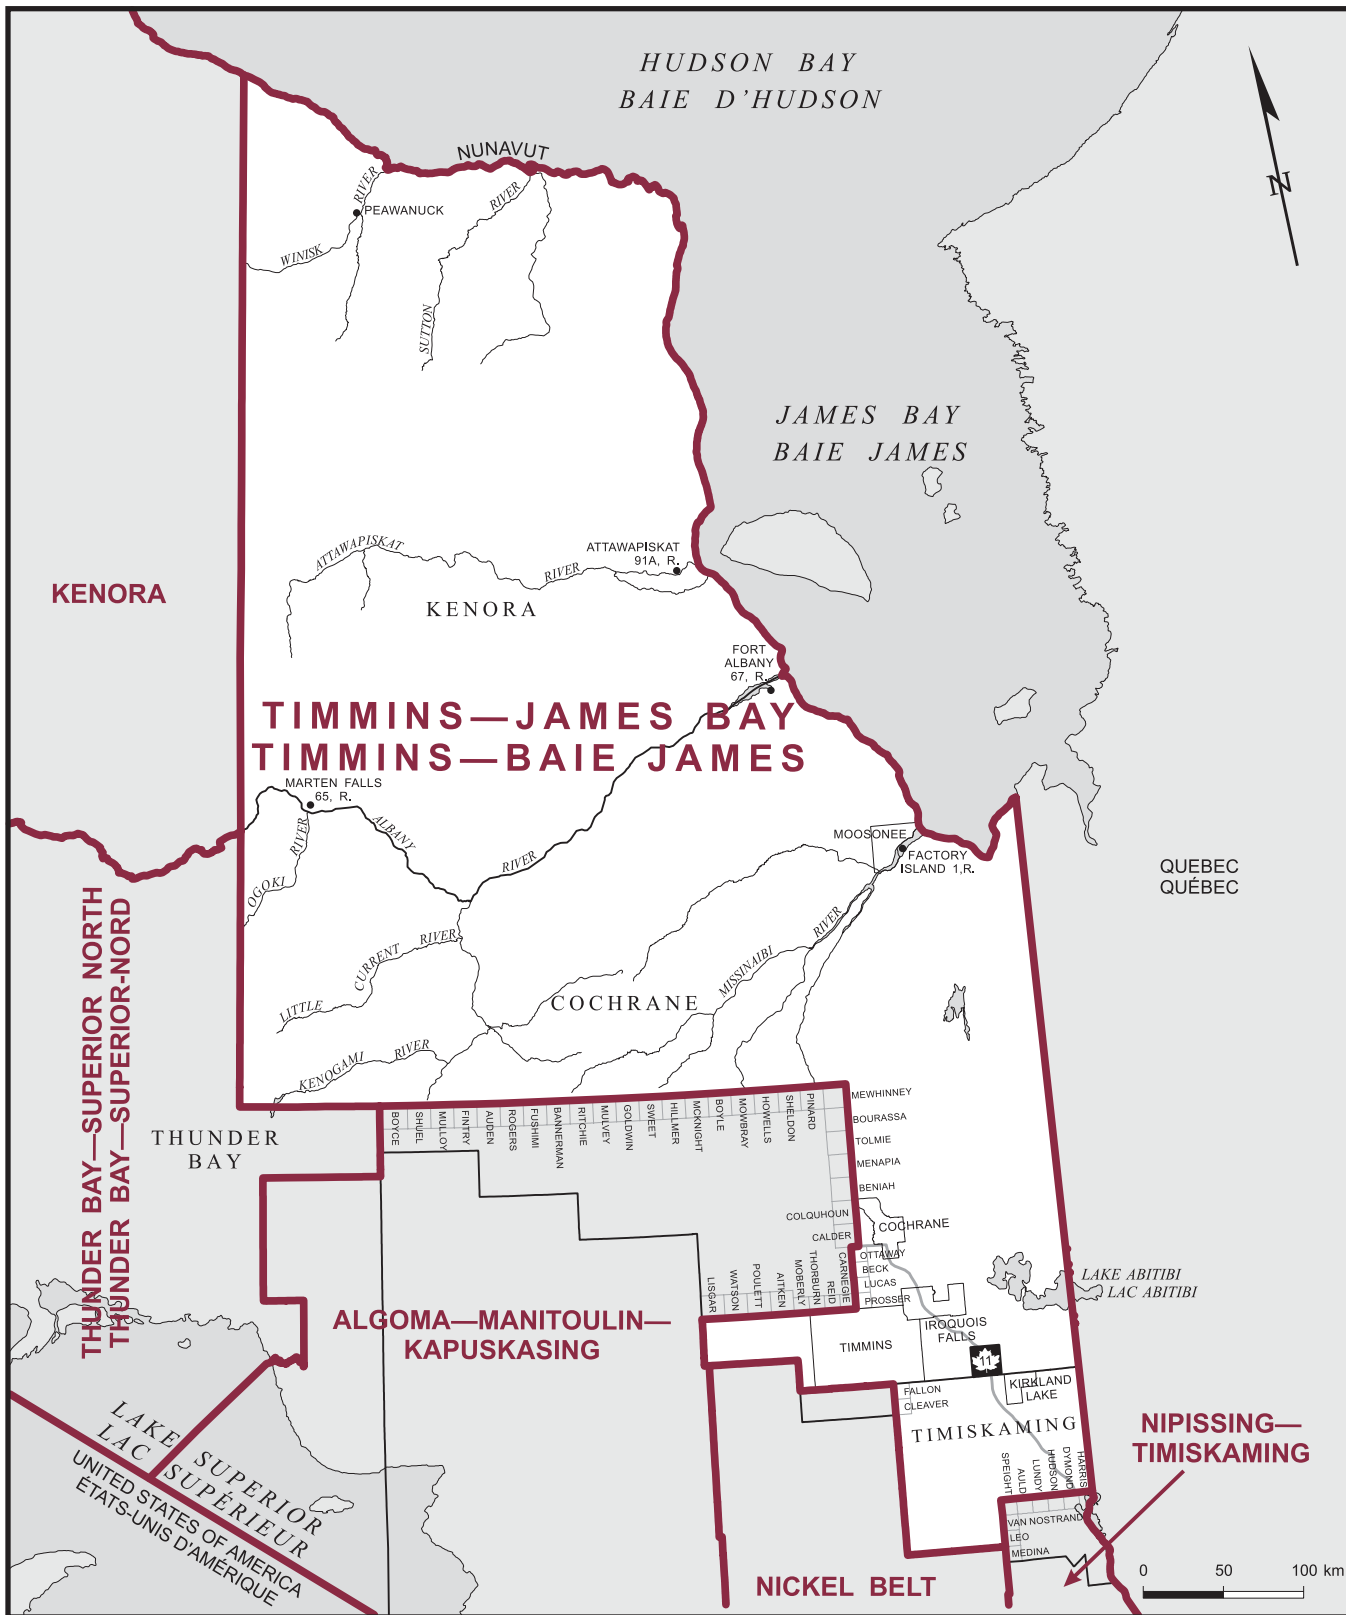 HUDSON BAY
BAIE D'HUDSON
N
NUNAVUT
RIVER
PEAWANUCK
WINISK
RIVER
SUTTON
JAMES BAY
BAIE JAMES
ATTAWAPISKAT
RIVER
ATTAWAPISKAT
91A, R.
KENORA
KENORA
FORT
ALBANY
67, R.
TIMMINS—JAMES BAY
TIMMINS—BAIE JAMES
MARTEN FALLS
65, R.
ALBANY
RIVER
OGOKI
RIVER
MOOSONEE
FACTORY
ISLAND 1,R.
QUEBEC
QUÉBEC
THUNDER BAY—SUPERIOR NORTH
THUNDER BAY—SUPERIOR-NORD
LITTLE
CURRENT
RIVER
MISSINAIBI
RIVER
COCHRANE
KENOGAMI
RIVER
THUNDER
BAY
BOYCE
SHUEL
MULLOY
FINTRY
AUDEN
ROGERS
FUSHIMI
BANNERMAN
RITCHIE
MULVEY
GOLDWIN
SWEET
HILMER
MCKNIGHT
BOYLE
MOWBRAY
HOWELLS
SHELDON
PINARD
MEWHINNEY
BOURASSA
TOLMIE
MENAPIA
BENIAH
COLQUHOUN
CALDER
COCHRANE
OTTAWAY
BECK
LUCAS
PROSSER
LISGAR
WATSON
POULETT
AITKEN
MOBERLY
THORBURN
REID
CARNEGIE
LAKE ABITIBI
LAC ABITIBI
ALGOMA—MANITOULIN—
KAPUSKASING
TIMMINS
IROQUOIS
FALLS
11
KIRKLAND
LAKE
FALLON
CLEAVER
TIMISKAMING
SPEIGHT
AULD
LUNDY
HUDSON
DYMOND
HARRIS
VAN NOSTRAND
LEO
MEDINA
NIPISSING—
TIMISKAMING
LAKE SUPERIOR
LAC SUPÉRIEUR
UNITED STATES OF AMERICA
ÉTATS-UNIS D'AMÉRIQUE
NICKEL BELT
0 50 100 km